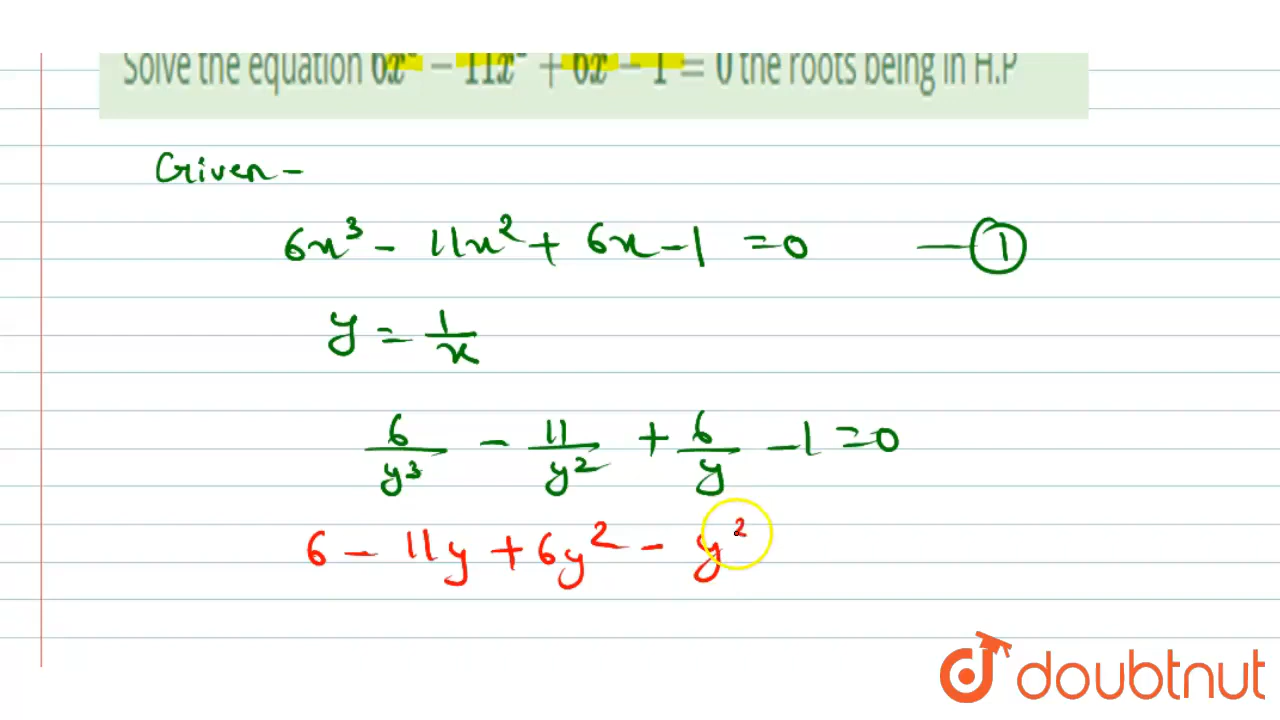 Solve the equation 6x³ − 11x² + 6x − 1 = 0 the roots being in H.P
Given -
6x³ - 11x² + 6x - 1 = 0 — ①
y = 1/x
6/y³ - 11/y² + 6/y - 1 = 0
6 - 11y + 6y² - y²
doubtnut